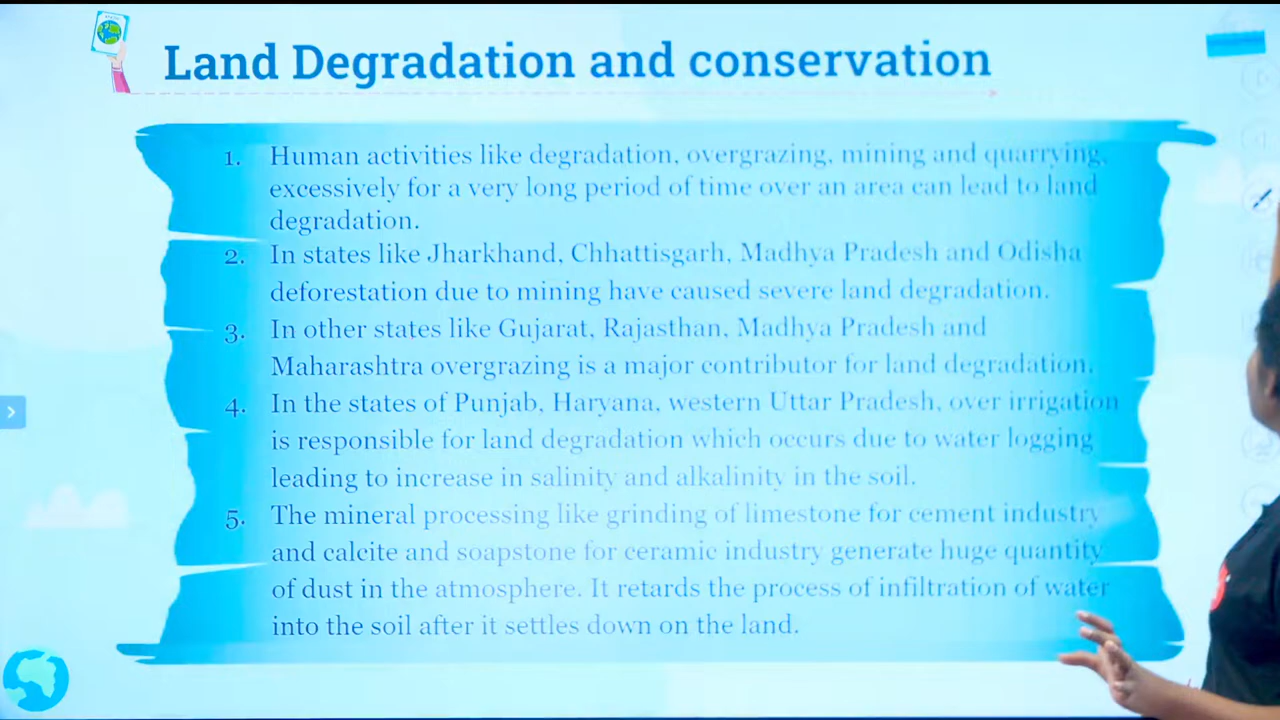 Land Degradation and conservation
1. Human activities like degradation, overgrazing, mining and quarrying,
excessively for a very long period of time over an area can lead to land
degradation.
2. In states like Jharkhand, Chhattisgarh, Madhya Pradesh and Odisha
deforestation due to mining have caused severe land degradation.
3. In other states like Gujarat, Rajasthan, Madhya Pradesh and
Maharashtra overgrazing is a major contributor for land degradation.
4. In the states of Punjab, Haryana, western Uttar Pradesh, over irrigation
is responsible for land degradation which occurs due to water logging
leading to increase in salinity and alkalinity in the soil.
5. The mineral processing like grinding of limestone for cement industry
and calcite and soapstone for ceramic industry generate huge quantity
of dust in the atmosphere. It retards the process of infiltration of water
into the soil after it settles down on the land.